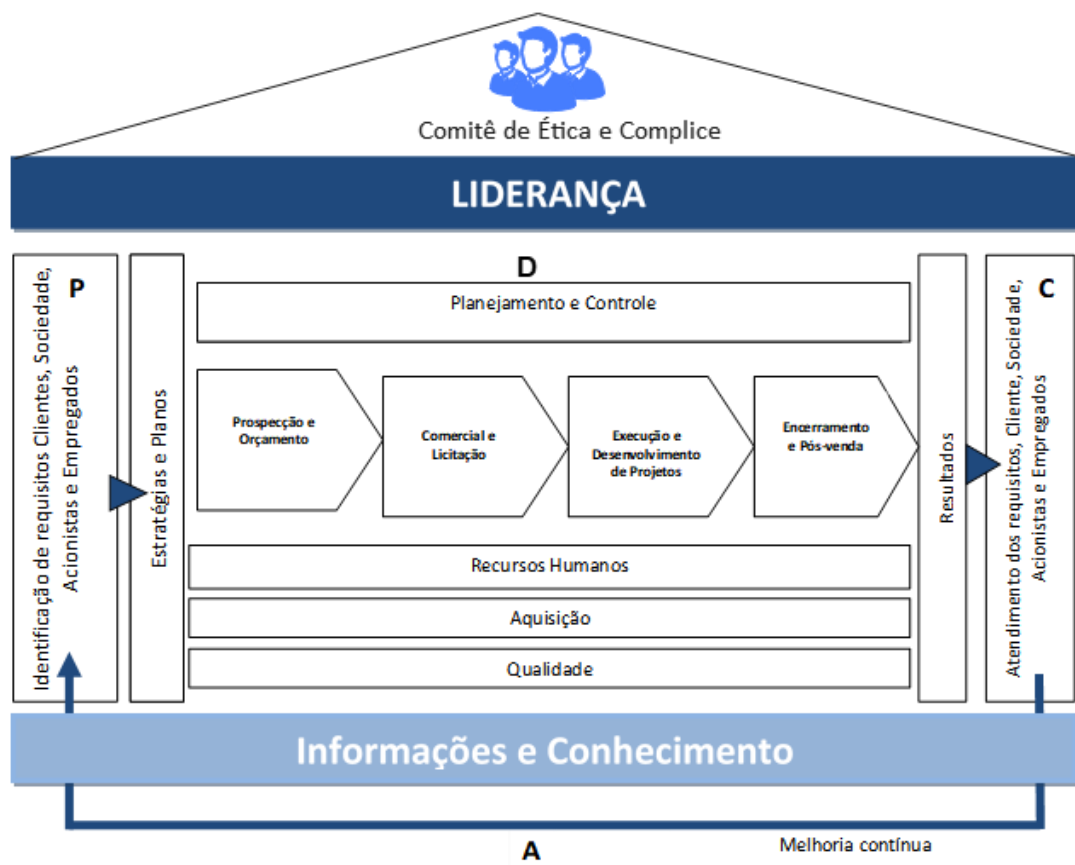 Comitê de Ética e Complice
LIDERANÇA
P
Identificação de requisitos Clientes, Sociedade,
Acionistas e Empregados
Estratégias e Planos
D
Planejamento e Controle
Prospecção e
Orçamento
Comercial e
Licitação
Execução e
Desenvolvimento
de Projetos
Encerramento
e Pós-venda
Recursos Humanos
Aquisição
Qualidade
Resultados
C
Atendimento dos requisitos, Cliente, Sociedade,
Acionistas e Empregados
Informações e Conhecimento
A
Melhoria contínua